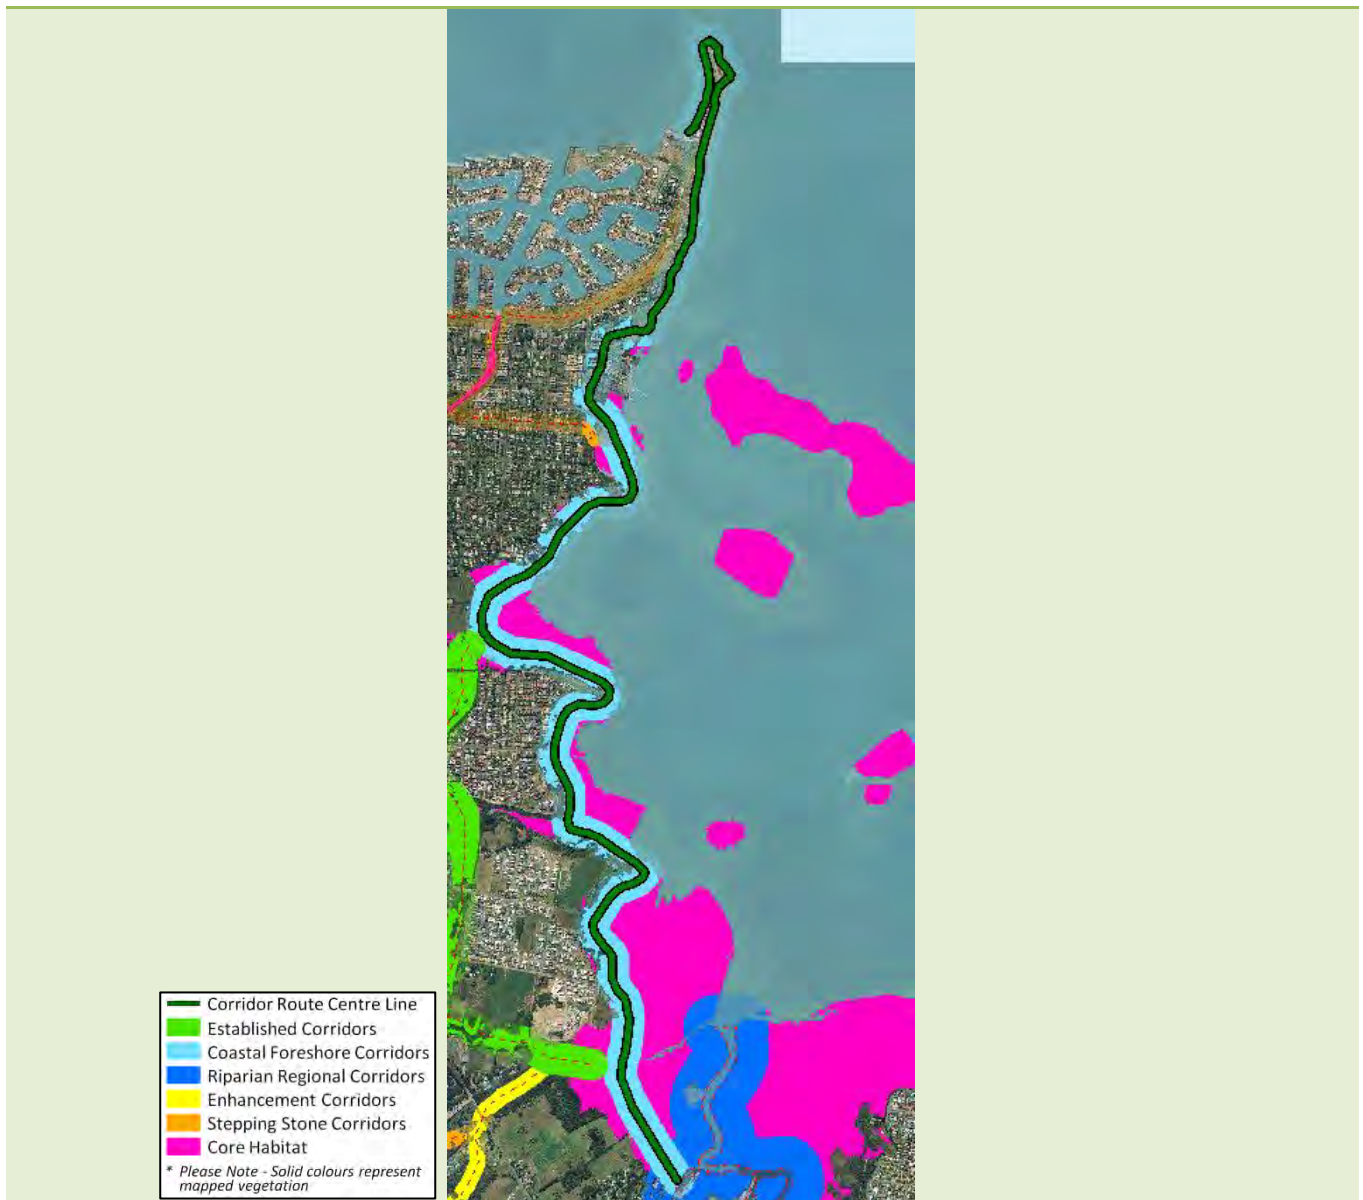 Corridor Route Centre Line
Established Corridors
Coastal Foreshore Corridors
Riparian Regional Corridors
Enhancement Corridors
Stepping Stone Corridors
Core Habitat
* Please Note - Solid colours represent
mapped vegetation